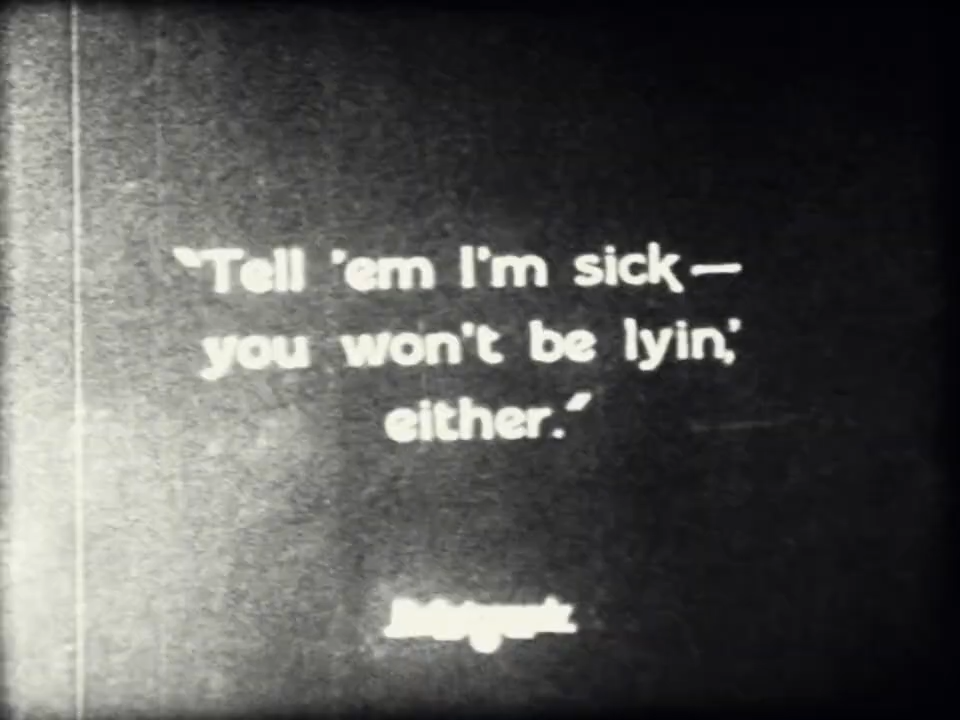 "Tell 'em I'm sick—
you won't be lyin,'
either."